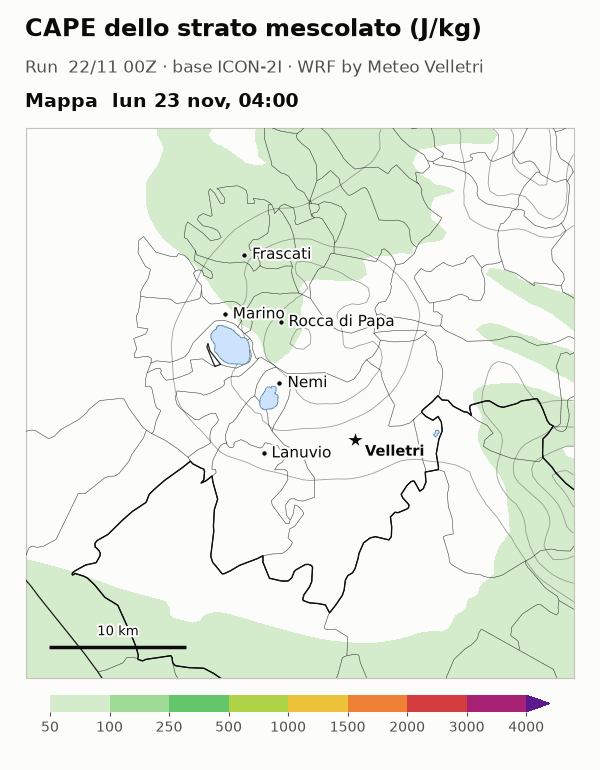 CAPE dello strato mescolato (J/kg)
Run  22/11 00Z · base ICON-2I · WRF by Meteo Velletri
Mappa  lun 23 nov, 04:00
Frascati
Marino
Rocca di Papa
Nemi
Velletri
Lanuvio
10 km
50 100 250 500 1000 1500 2000 3000 4000